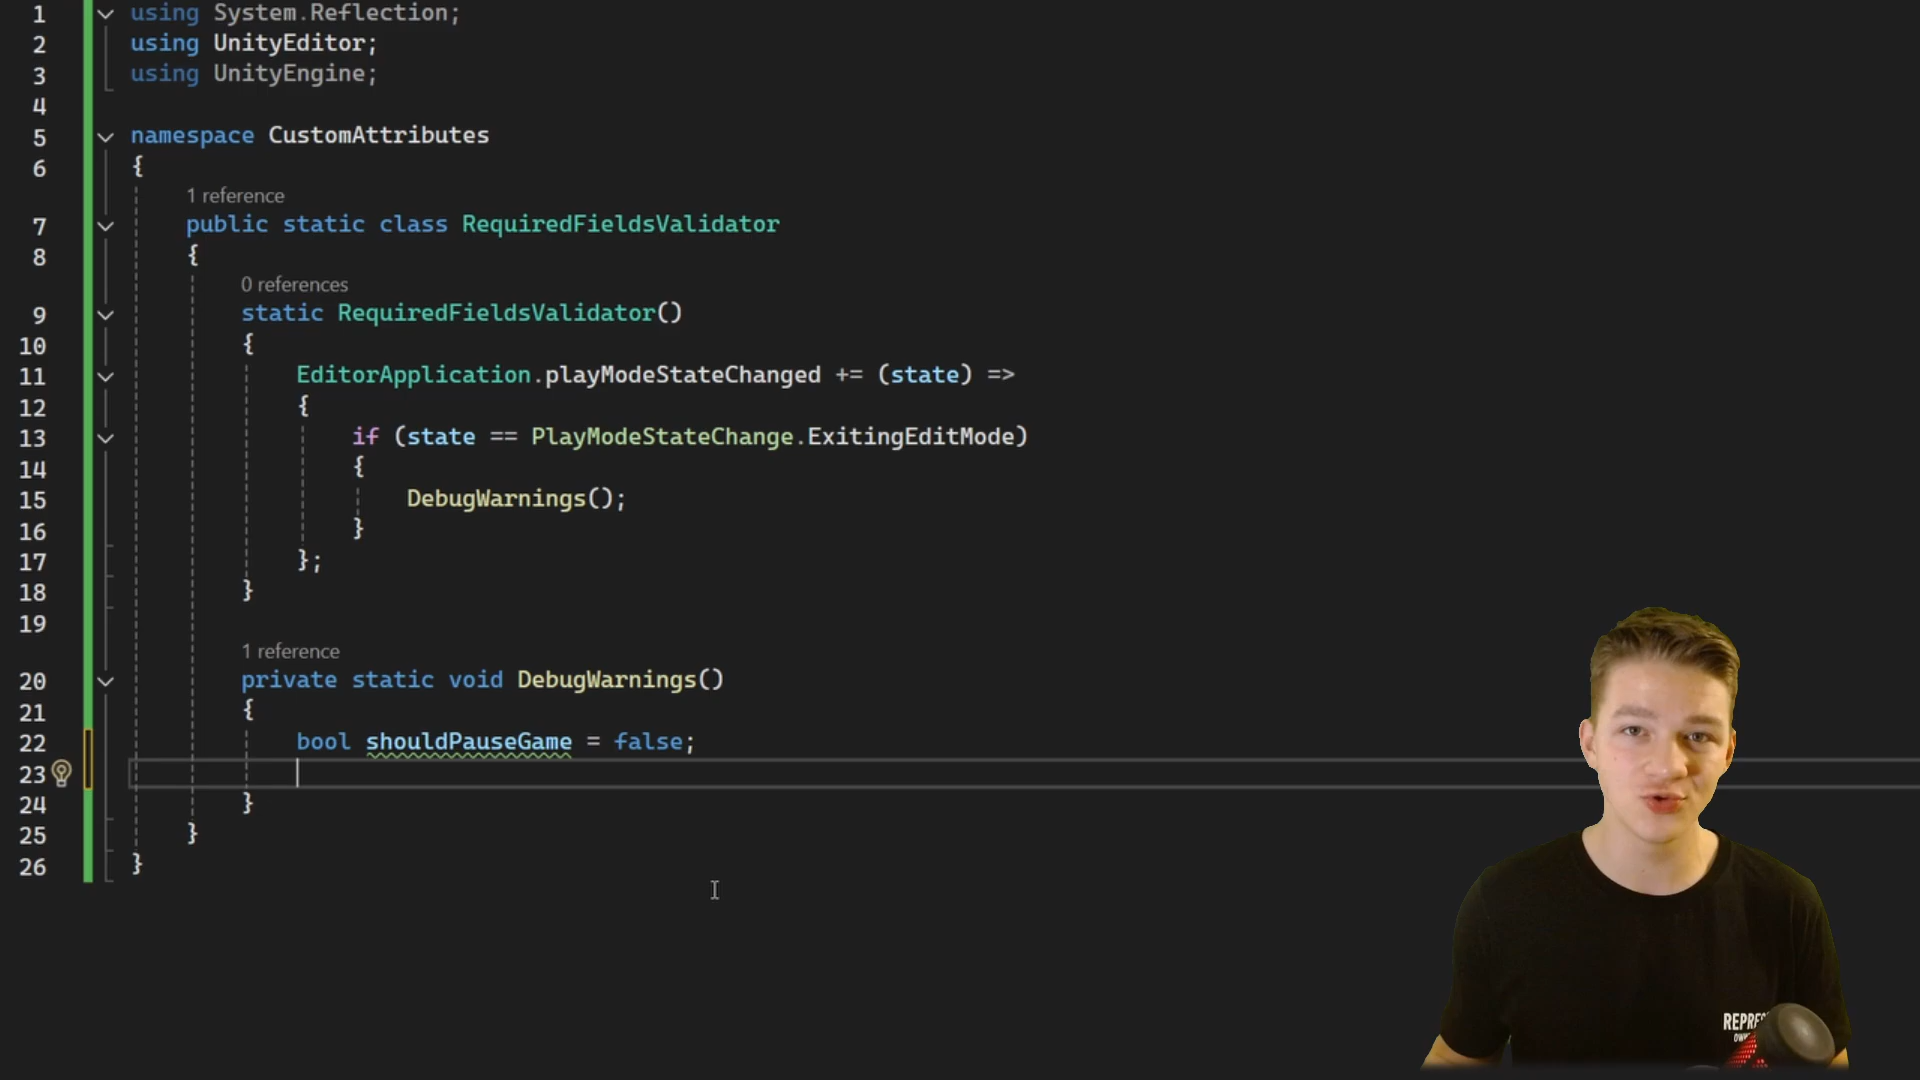 1 using System.Reflection;
2 using UnityEditor;
3 using UnityEngine;
4
5 namespace CustomAttributes
6 {
1 reference
7 public static class RequiredFieldsValidator
8 {
0 references
9 static RequiredFieldsValidator()
10 {
11 EditorApplication.playModeStateChanged += (state) =>
12 {
13 if (state == PlayModeStateChange.ExitingEditMode)
14 {
15 DebugWarnings();
16 }
17 };
18 }
19
1 reference
20 private static void DebugWarnings()
21 {
22 bool shouldPauseGame = false;
23
24 }
25 }
26 }